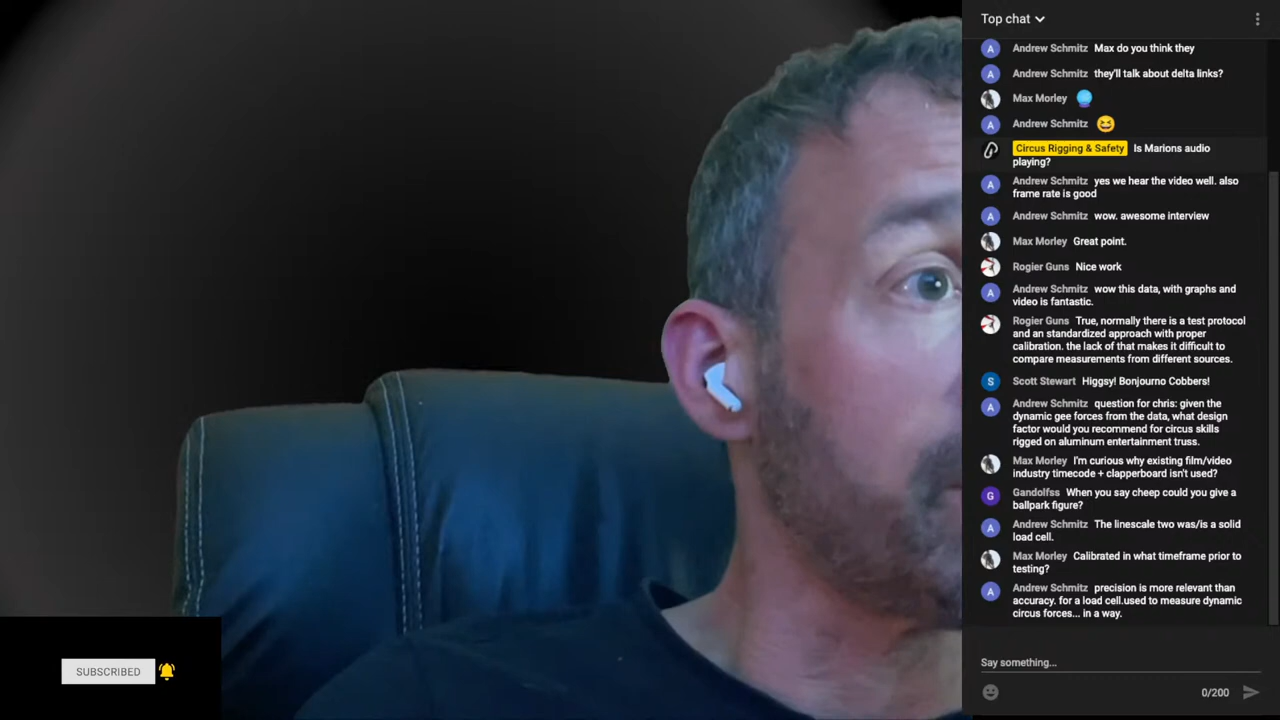 Top chat
Andrew Schmitz Max do you think they
Andrew Schmitz they'll talk about delta links?
Max Morley
Andrew Schmitz
Circus Rigging & Safety Is Marions audio
playing?
Andrew Schmitz yes we hear the video well. also
frame rate is good
Andrew Schmitz wow. awesome interview
Max Morley Great point.
Rogier Guns Nice work
Andrew Schmitz wow this data, with graphs and
video is fantastic.
Rogier Guns True, normally there is a test protocol
and an standardized approach with proper
calibration. the lack of that makes it difficult to
compare measurements from different sources.
S Scott Stewart Higgsy! Bonjourno Cobbers!
A Andrew Schmitz question for chris: given the
dynamic gee forces from the data, what design
factor would you recommend for circus skills
rigged on aluminum entertainment truss.
Max Morley I'm curious why existing film/video
industry timecode + clapperboard isn't used?
G Gandolfss When you say cheep could you give a
ballpark figure?
A Andrew Schmitz The linescale two was/is a solid
load cell.
Max Morley Calibrated in what timeframe prior to
testing?
A Andrew Schmitz precision is more relevant than
accuracy. for a load cell.used to measure dynamic
circus forces... in a way.
Say something...
0/200
SUBSCRIBED